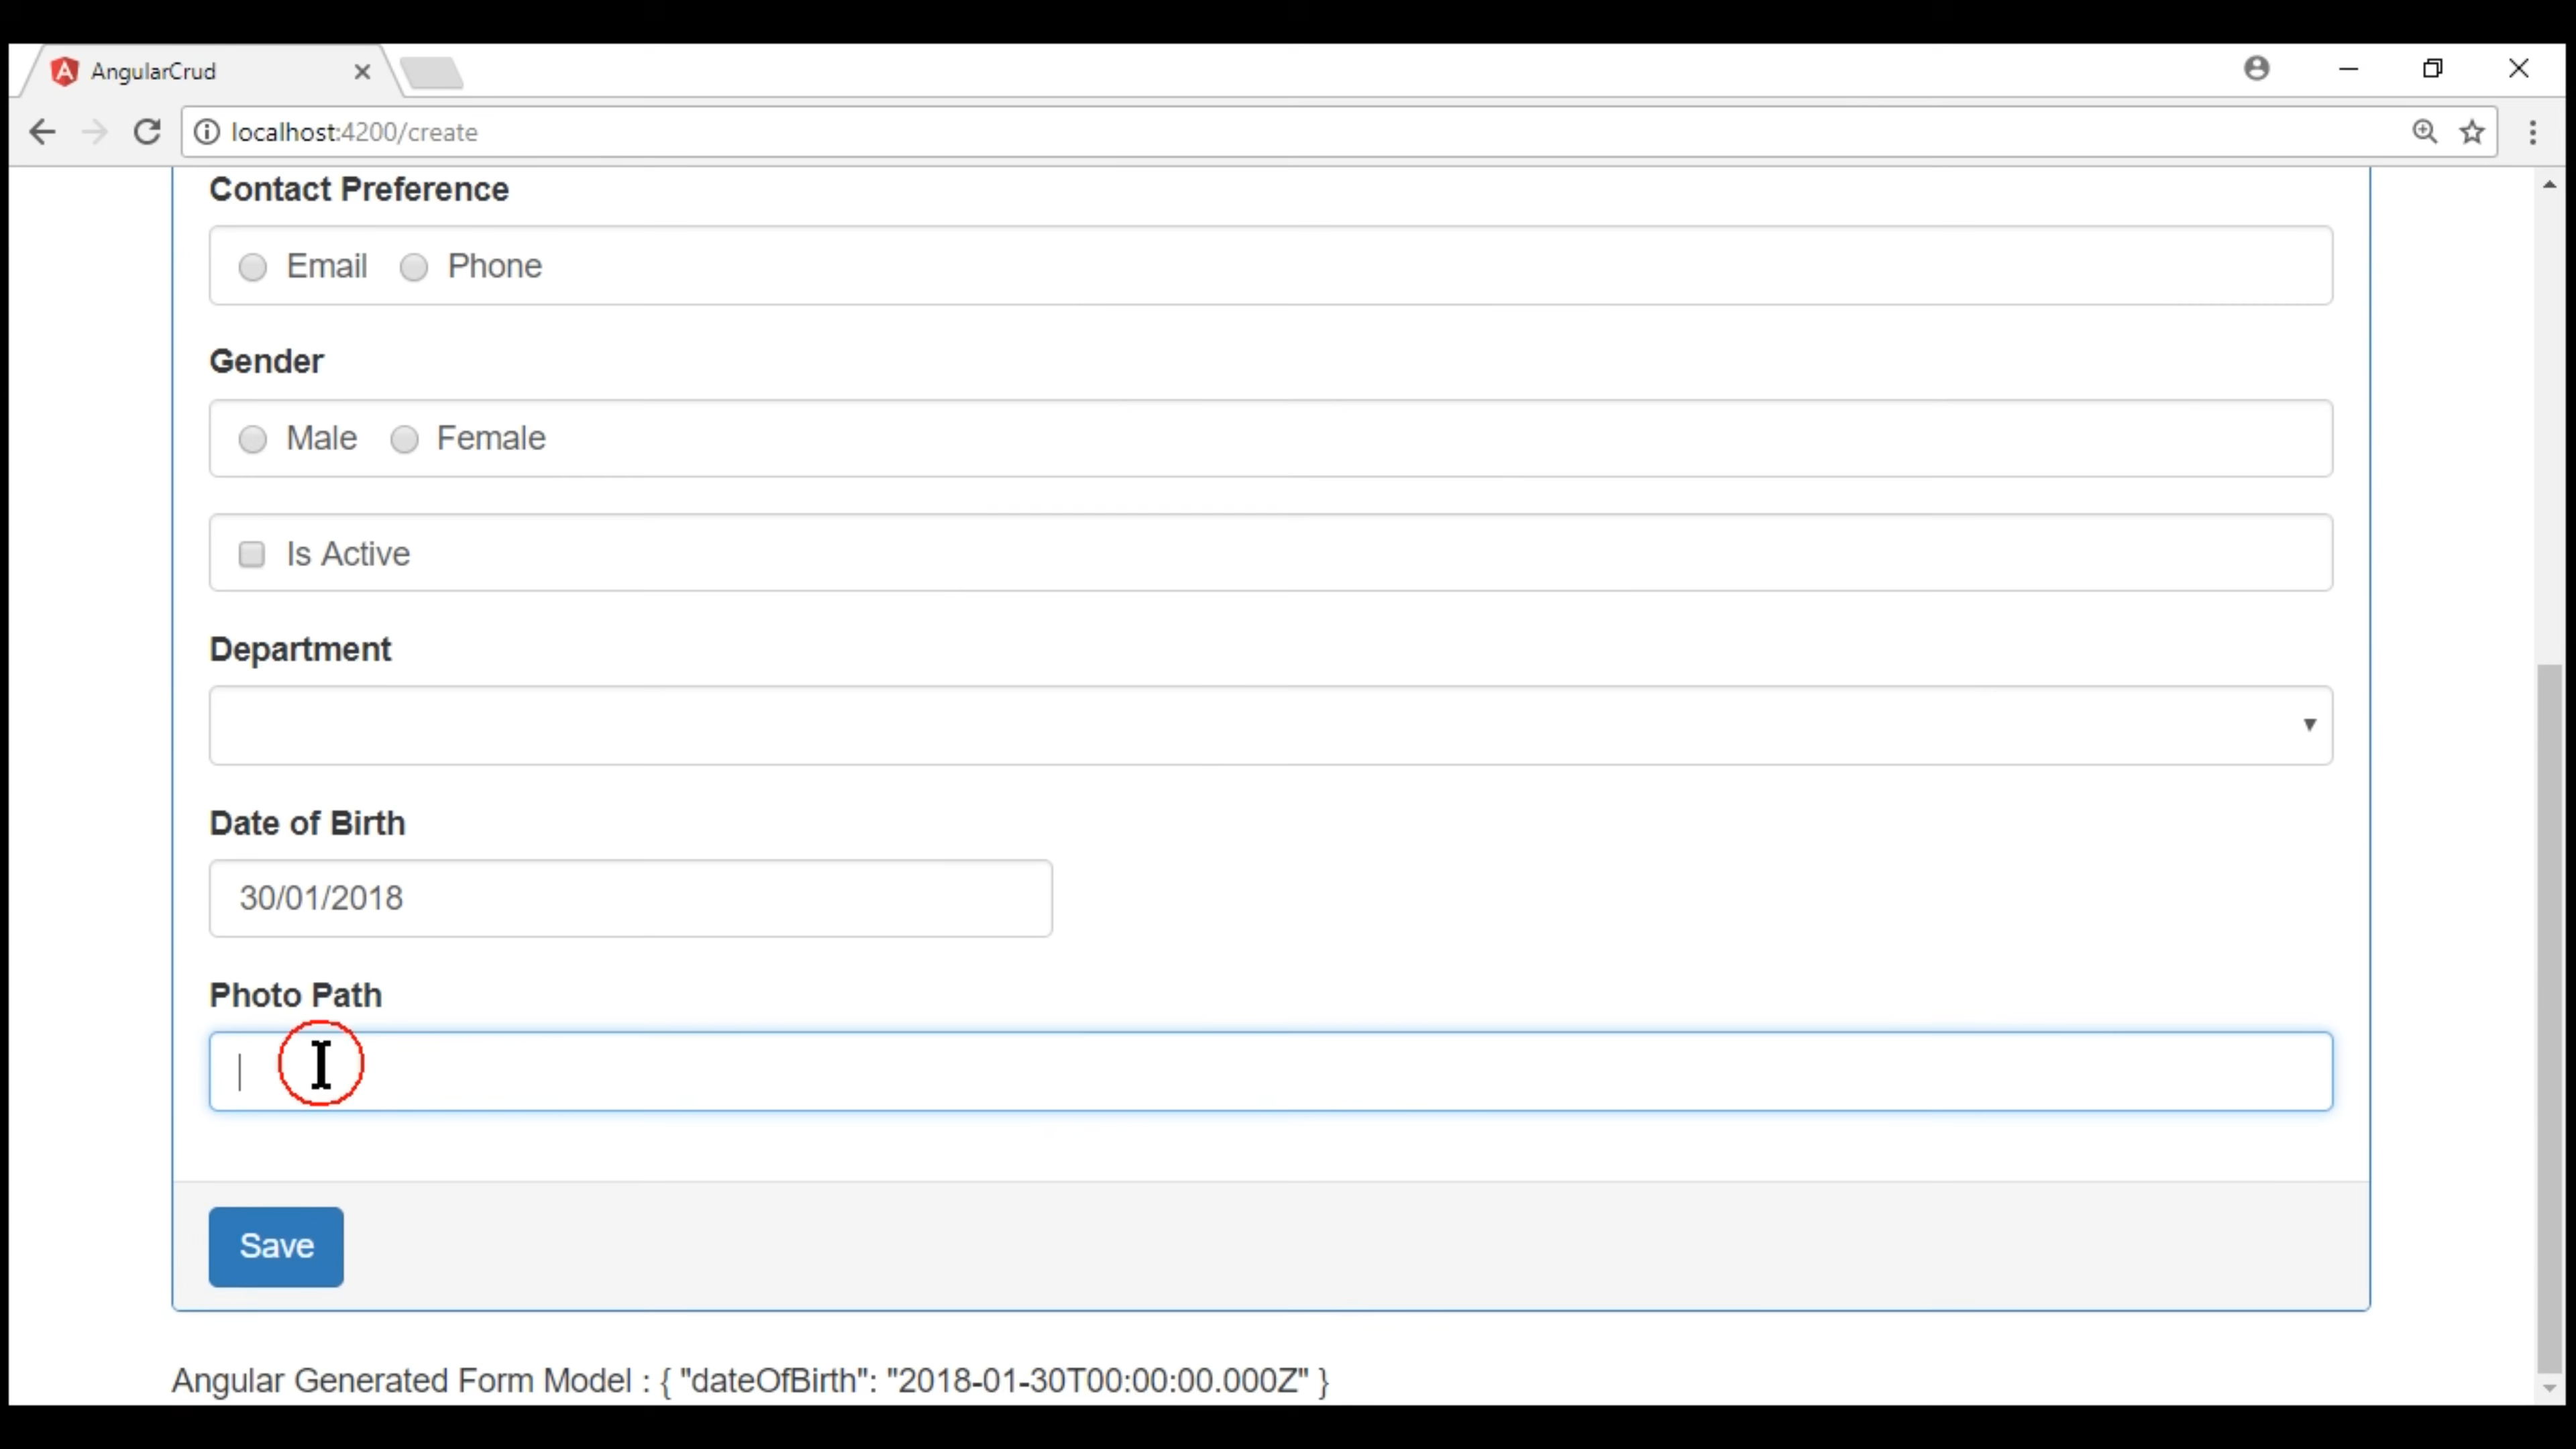 AngularCrud
localhost:4200/create
Contact Preference
Email Phone
Gender
Male Female
Is Active
Department
Date of Birth
30/01/2018
Photo Path
Save
Angular Generated Form Model : { "dateOfBirth": "2018-01-30T00:00:00.000Z" }